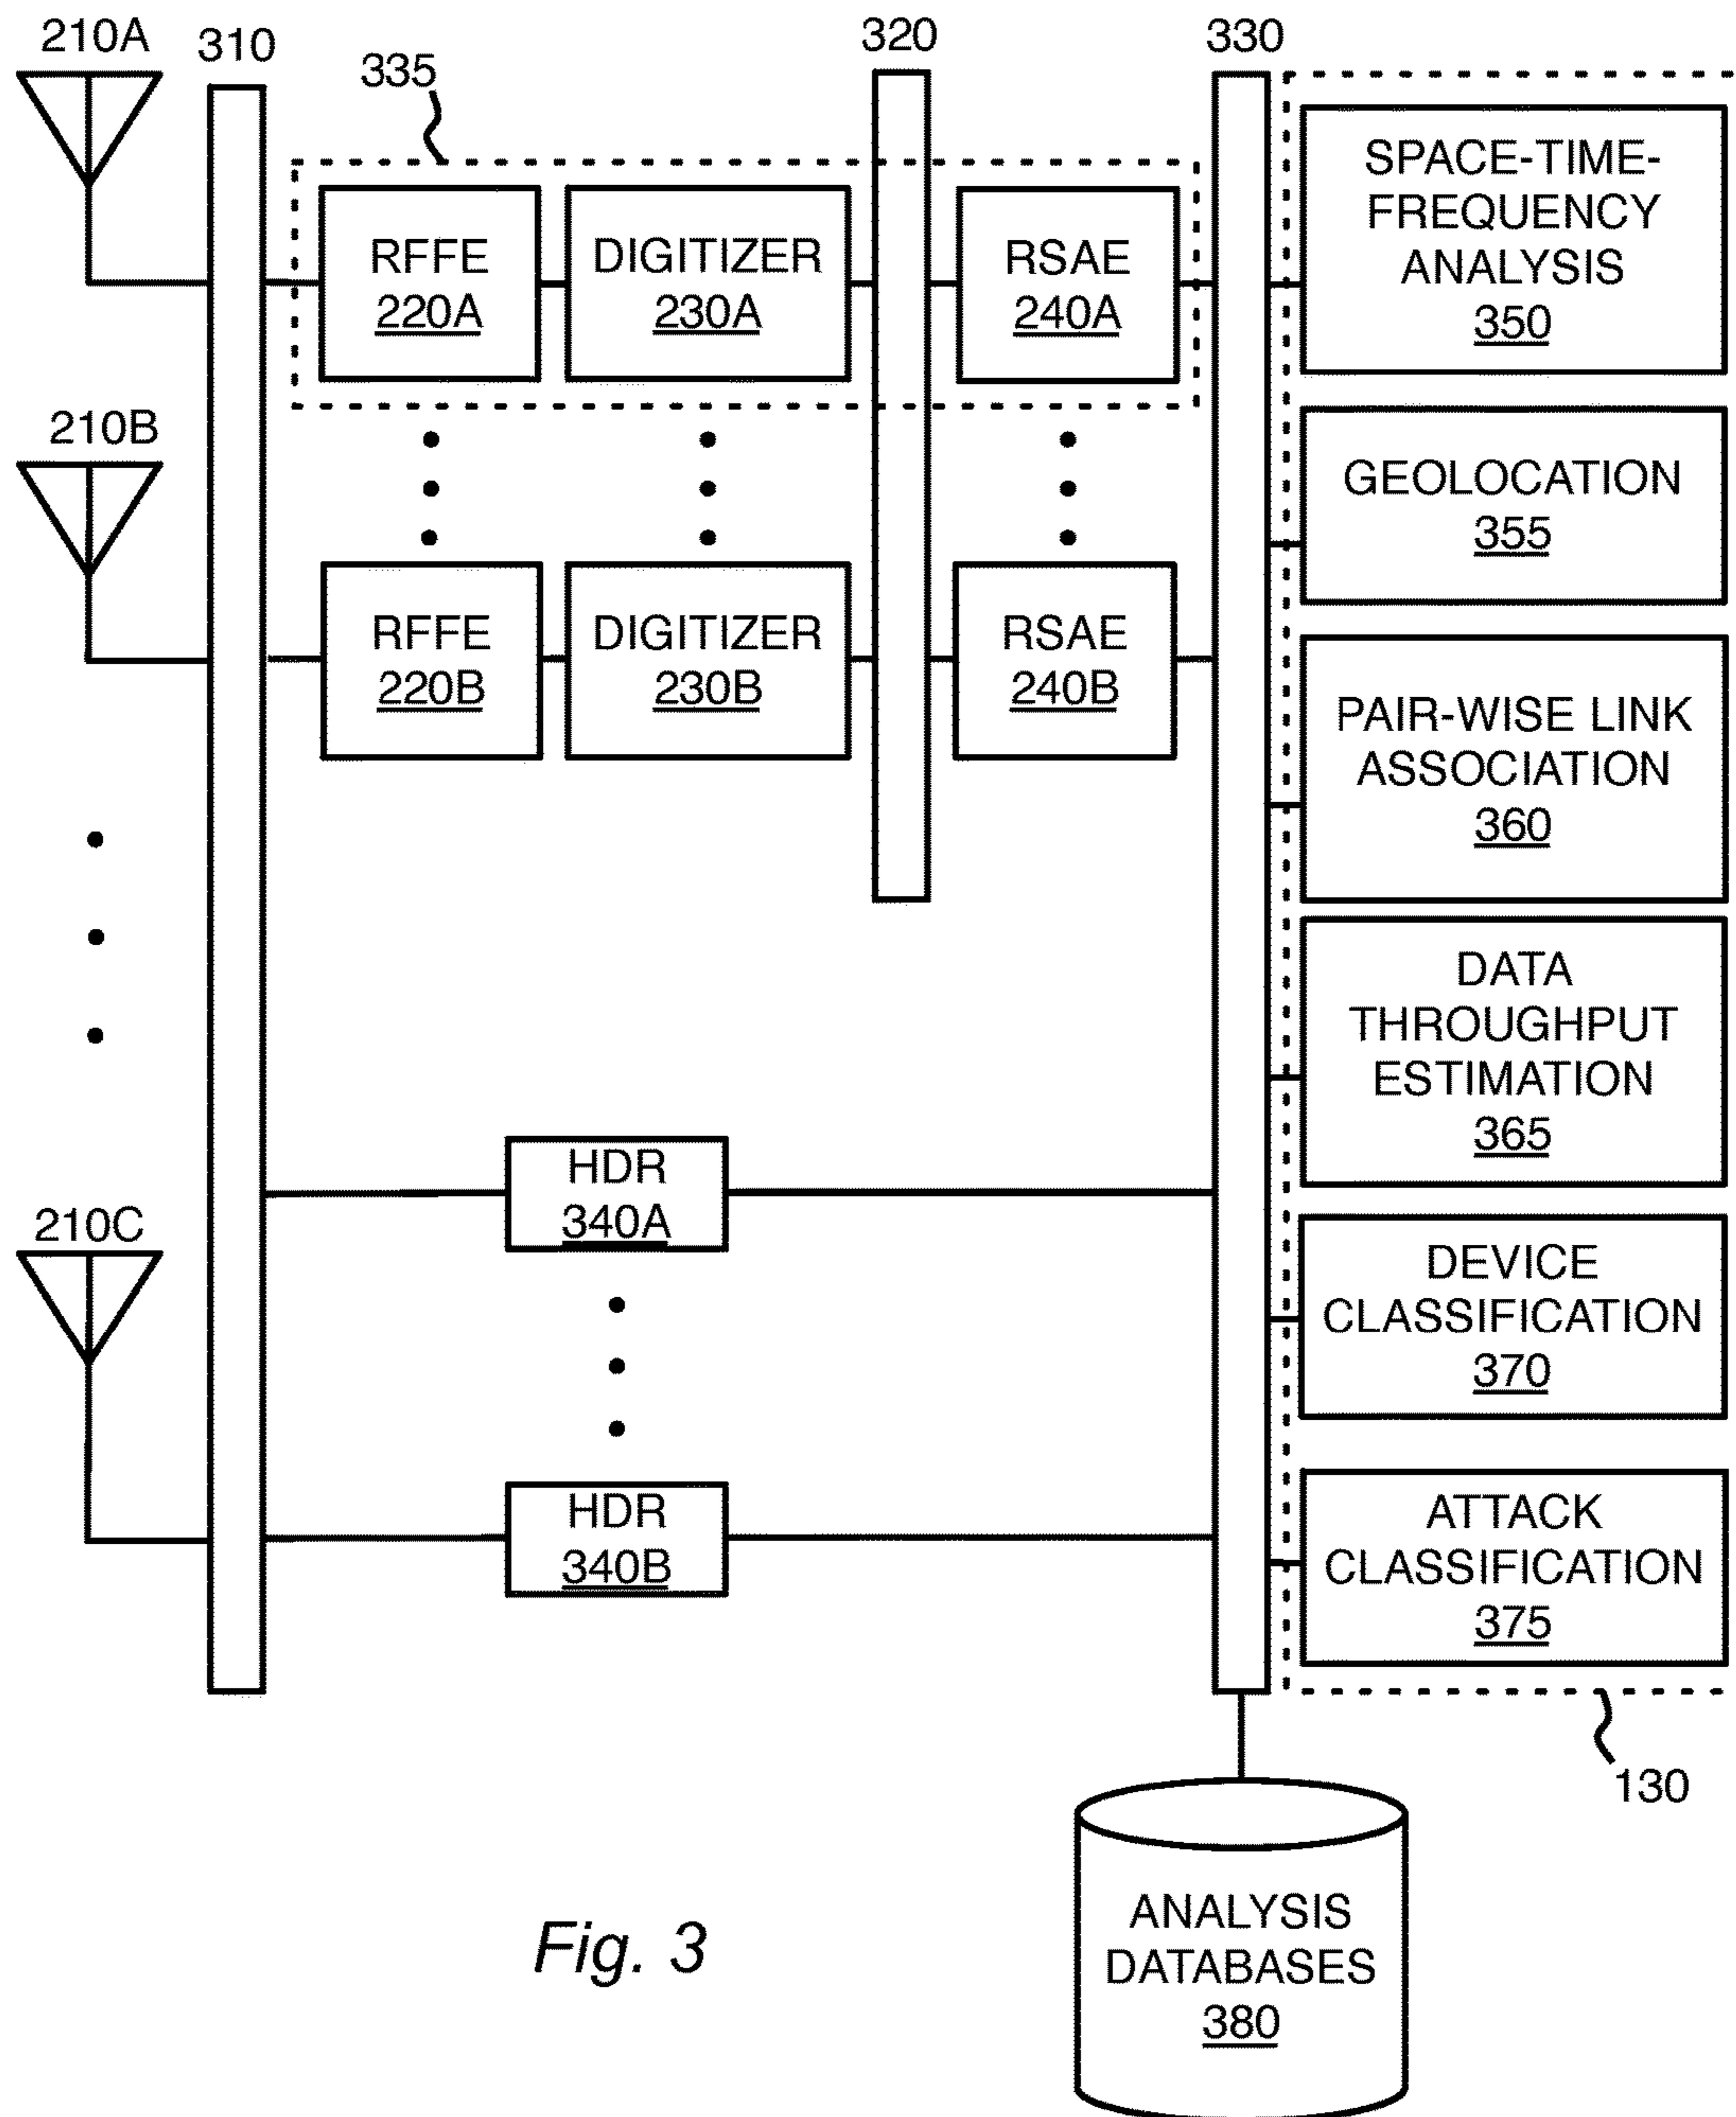 210A
310
335
320
330
RFFE
220A
DIGITIZER
230A
RSAE
240A
SPACE-TIME-
FREQUENCY
ANALYSIS
350
210B
GEOLOCATION
355
RFFE
220B
DIGITIZER
230B
RSAE
240B
PAIR-WISE LINK
ASSOCIATION
360
DATA
THROUGHPUT
ESTIMATION
365
HDR
340A
210C
DEVICE
CLASSIFICATION
370
HDR
340B
ATTACK
CLASSIFICATION
375
130
Fig. 3
ANALYSIS
DATABASES
380